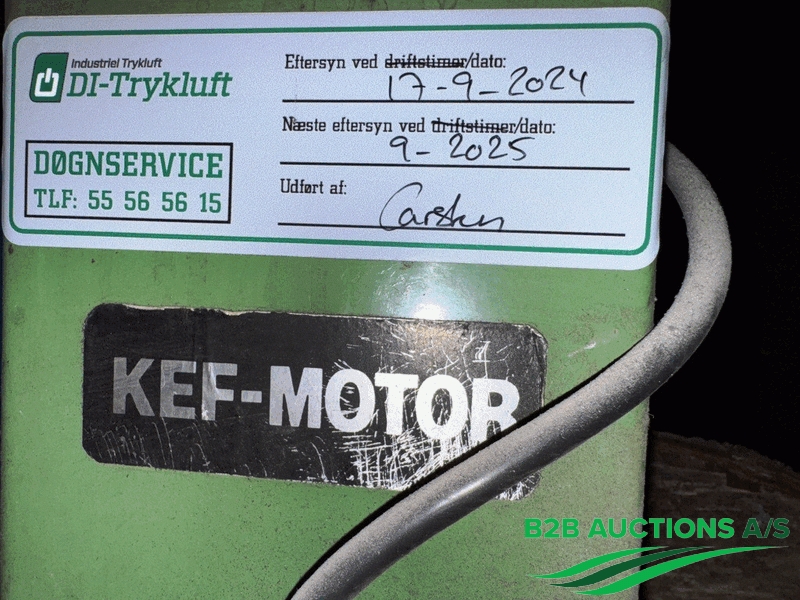 Industriel Trykluft
DI-Trykluft
DØGNSERVICE
TLF: 55 56 56 15
Eftersyn ved driftstimer/dato:
17-9-2024
Næste eftersyn ved driftstimer/dato:
9-2025
Udført af:
Carsten
KEF-MOTOR
B2B AUCTIONS A/S